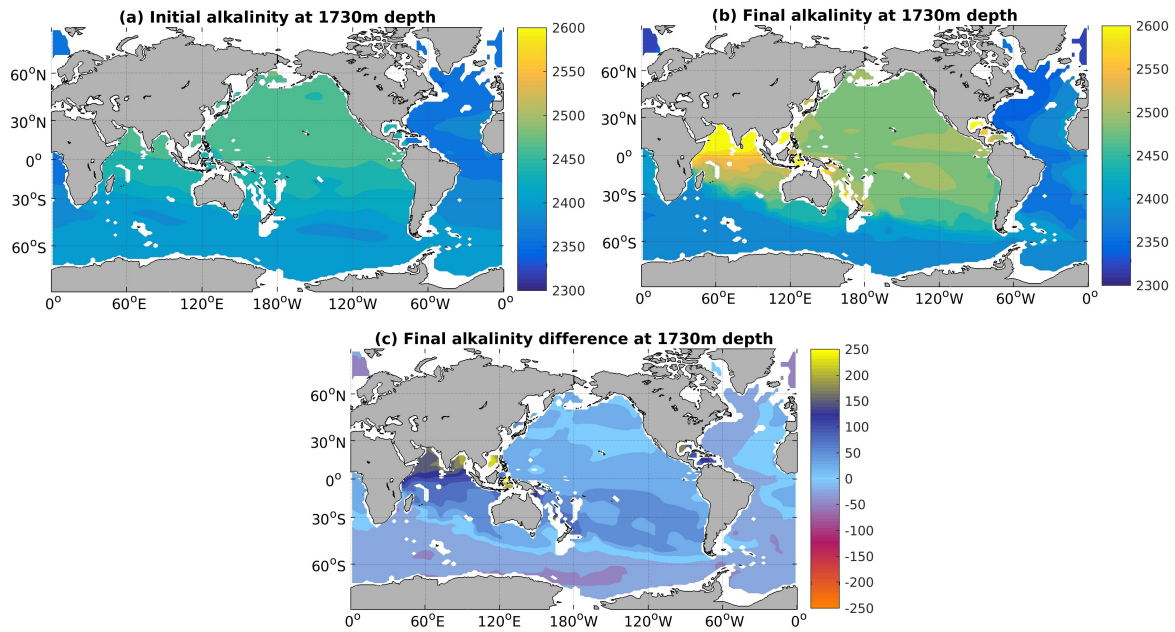 (a) Initial alkalinity at 1730m depth
60°N
30°N
0°
30°S
60°S
0° 60°E 120°E 180°W 120°W 60°W 0°
2600
2550
2500
2450
2400
2350
2300
(b) Final alkalinity at 1730m depth
60°N
30°N
0°
30°S
60°S
0° 60°E 120°E 180°W 120°W 60°W 0°
2600
2550
2500
2450
2400
2350
2300
(c) Final alkalinity difference at 1730m depth
60°N
30°N
0°
30°S
60°S
0° 60°E 120°E 180°W 120°W 60°W 0°
250
200
150
100
50
0
-50
-100
-150
-200
-250